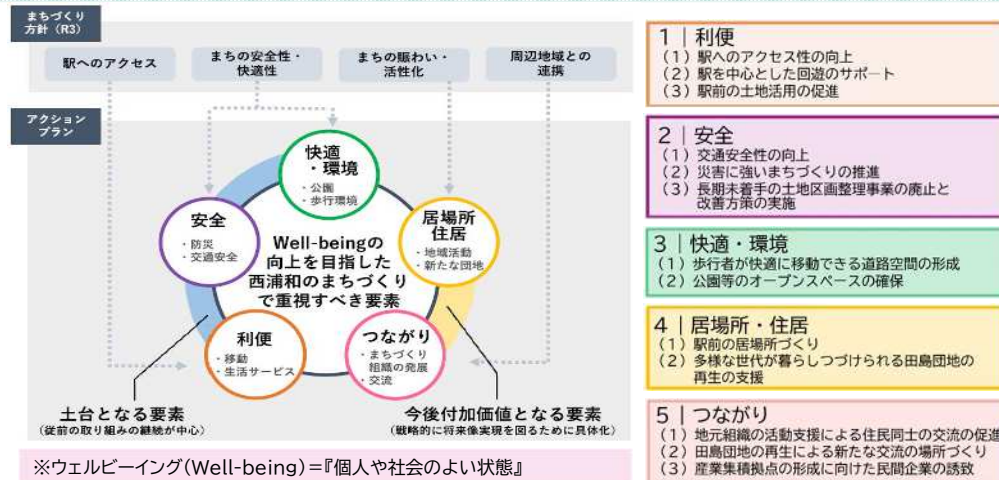 まちづくり
方針（R3）
駅へのアクセス
まちの安全性・
快適性
まちの賑わい・
活性化
周辺地域との
連携
アクション
プラン
快適
・環境
・公園
・歩行環境
安全
・防災
・交通安全
居場所
住居
・地域活動
・新たな団地
Well-beingの
向上を目指した
西浦和のまちづくり
で重視すべき要素
利便
・移動
・生活サービス
つながり
・まちづくり
組織の発展
・交流
土台となる要素
（従前の取り組みの継続が中心）
今後付加価値となる要素
（戦略的に将来像実現を図るために具体化）
※ウェルビーイング(Well-being)＝『個人や社会のよい状態』
1｜利便
（1）駅へのアクセス性の向上
（2）駅を中心とした回遊のサポート
（3）駅前の土地活用の促進
2｜安全
（1）交通安全性の向上
（2）災害に強いまちづくりの推進
（3）長期未着手の土地区画整理事業の廃止と
改善方策の実施
3｜快適・環境
（1）歩行者が快適に移動できる道路空間の形成
（2）公園等のオープンスペースの確保
4｜居場所・住居
（1）駅前の居場所づくり
（2）多様な世代が暮らしつづけられる田島団地の
再生の支援
5｜つながり
（1）地元組織の活動支援による住民同士の交流の促進
（2）田島団地の再生による新たな交流の場所づくり
（3）産業集積拠点の形成に向けた民間企業の誘致